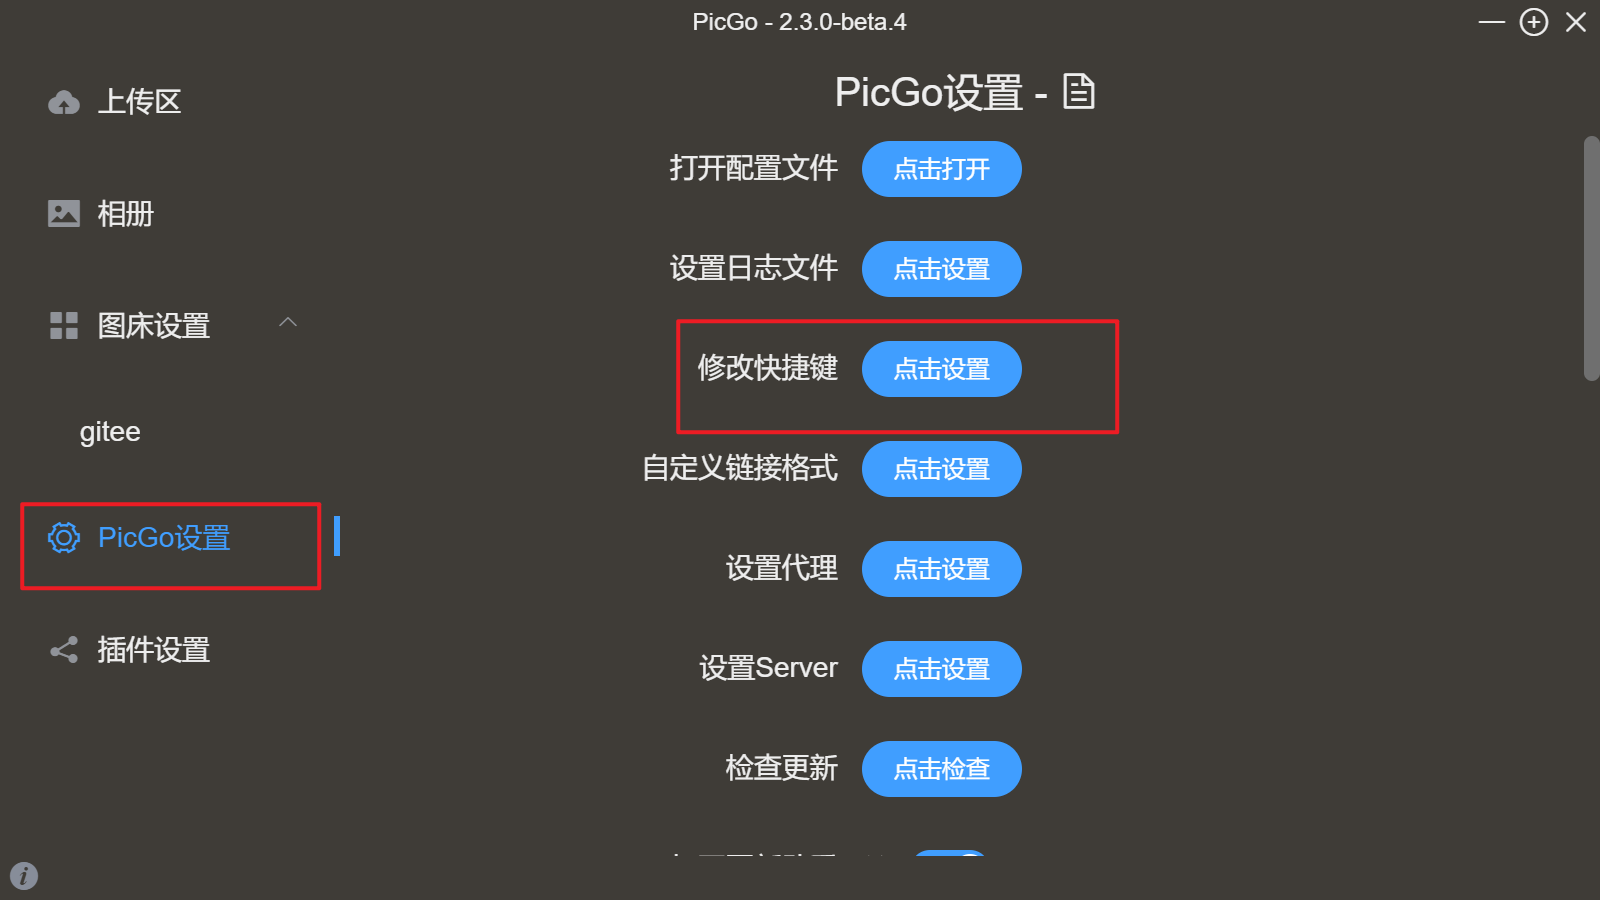 PicGo - 2.3.0-beta.4
上传区
相册
图床设置
gitee
PicGo设置
插件设置
PicGo设置 -
打开配置文件 点击打开
设置日志文件 点击设置
修改快捷键 点击设置
自定义链接格式 点击设置
设置代理 点击设置
设置Server 点击设置
检查更新 点击检查